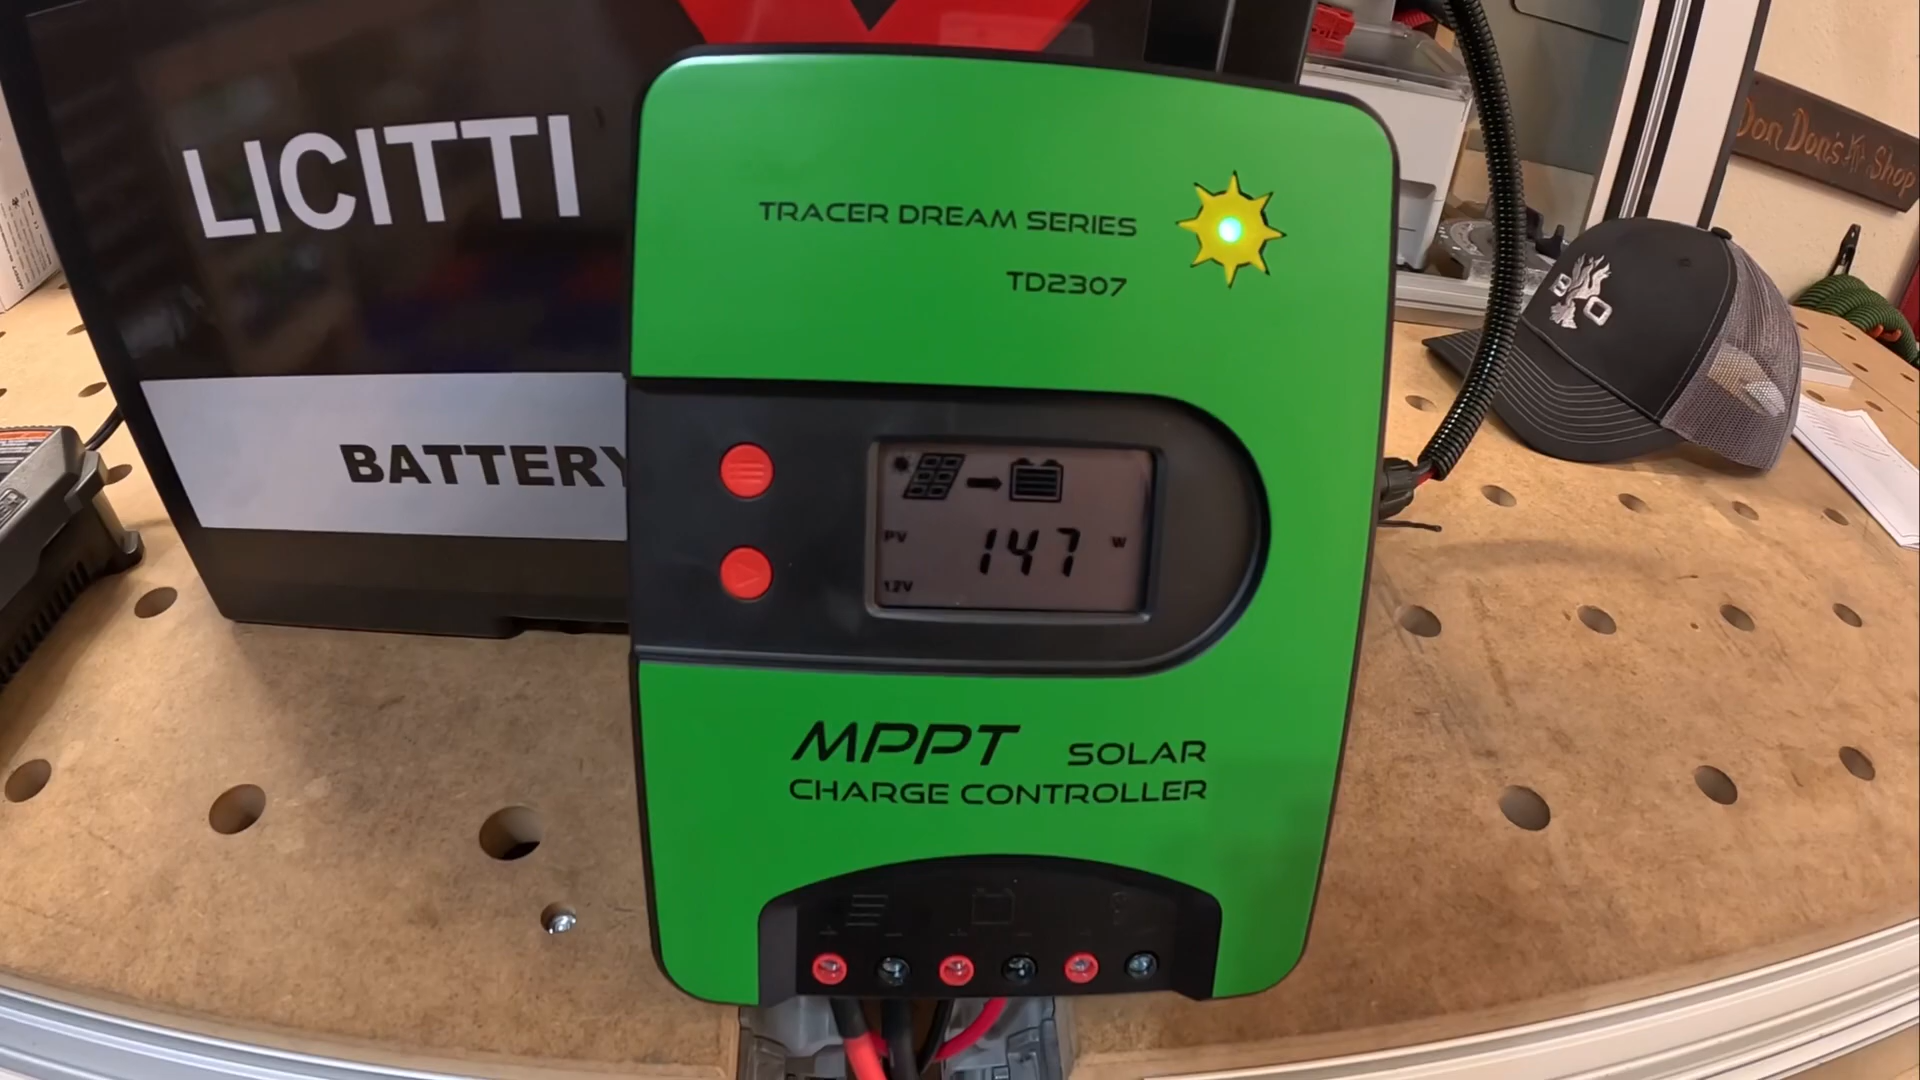 LICITTI
BATTERY
TRACER DREAM SERIES
TD2307
PV 147 W
12V
MPPT SOLAR
CHARGE CONTROLLER
Don Don's Shop